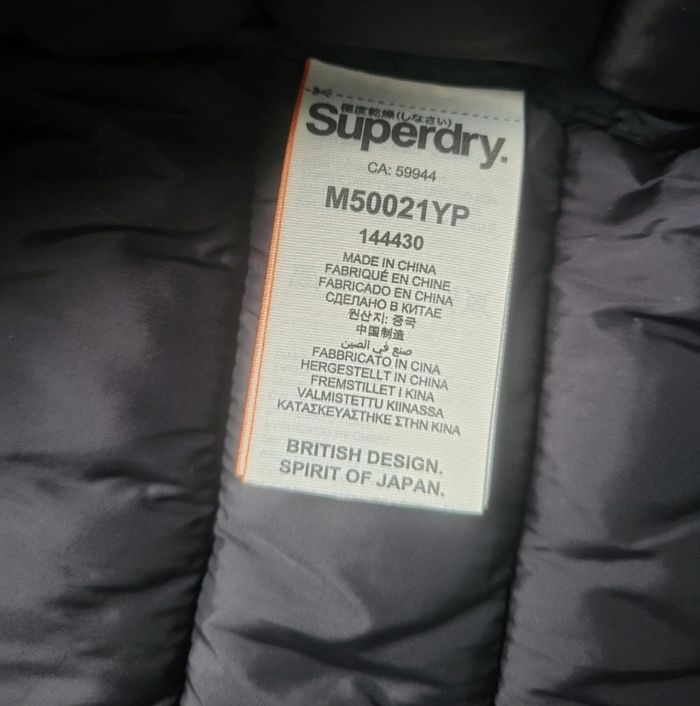 極度乾燥(しなさい)
Superdry.
CA: 59944
M50021YP
144430
MADE IN CHINA
FABRIQUÉ EN CHINE
FABRICADO EN CHINA
СДЕЛАНО В КИТАЕ
원산지: 중국
中国制造
صنع في الصين
FABBRICATO IN CINA
HERGESTELLT IN CHINA
FREMSTILLET I KINA
VALMISTETTU KIINASSA
ΚΑΤΑΣΚΕΥΑΣΤΗΚΕ ΣΤΗΝ ΚΙΝΑ
BRITISH DESIGN.
SPIRIT OF JAPAN.